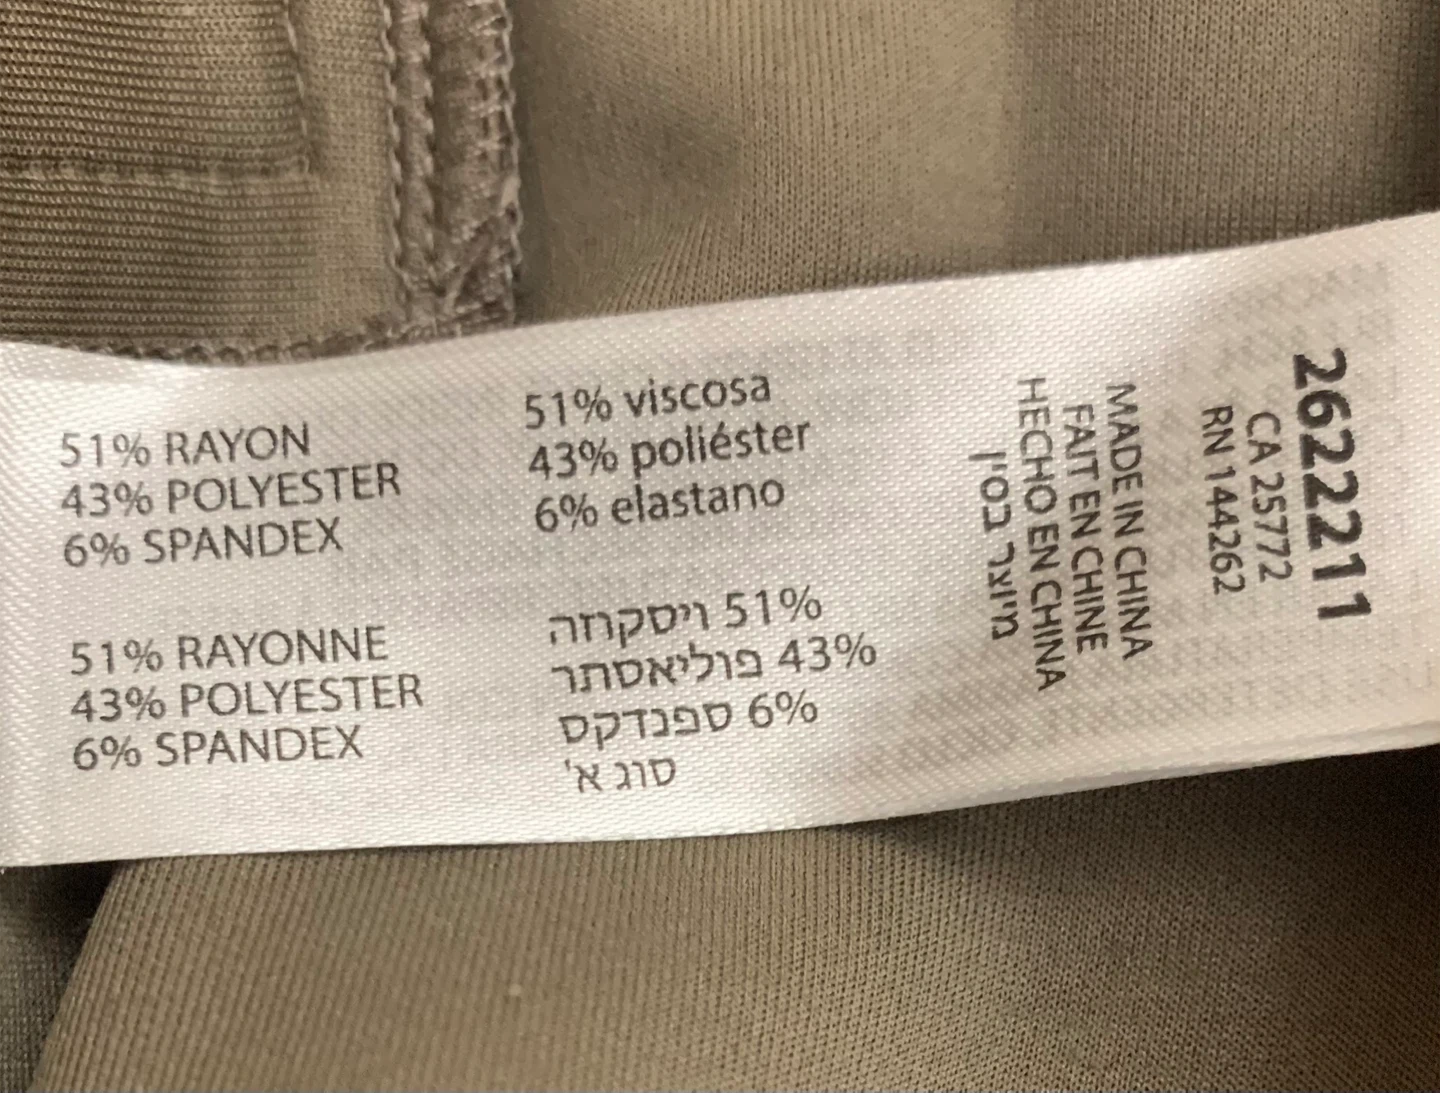 51% RAYON
43% POLYESTER
6% SPANDEX
51% RAYONNE
43% POLYESTER
6% SPANDEX
51% viscosa
43% poliéster
6% elastano
51% ויסקוזה
43% פוליאסתר
6% ספנדקס
סוג א'
MADE IN CHINA
FAIT EN CHINE
HECHO EN CHINA
מיוצר בסין
2622211
CA 25772
RN 144262